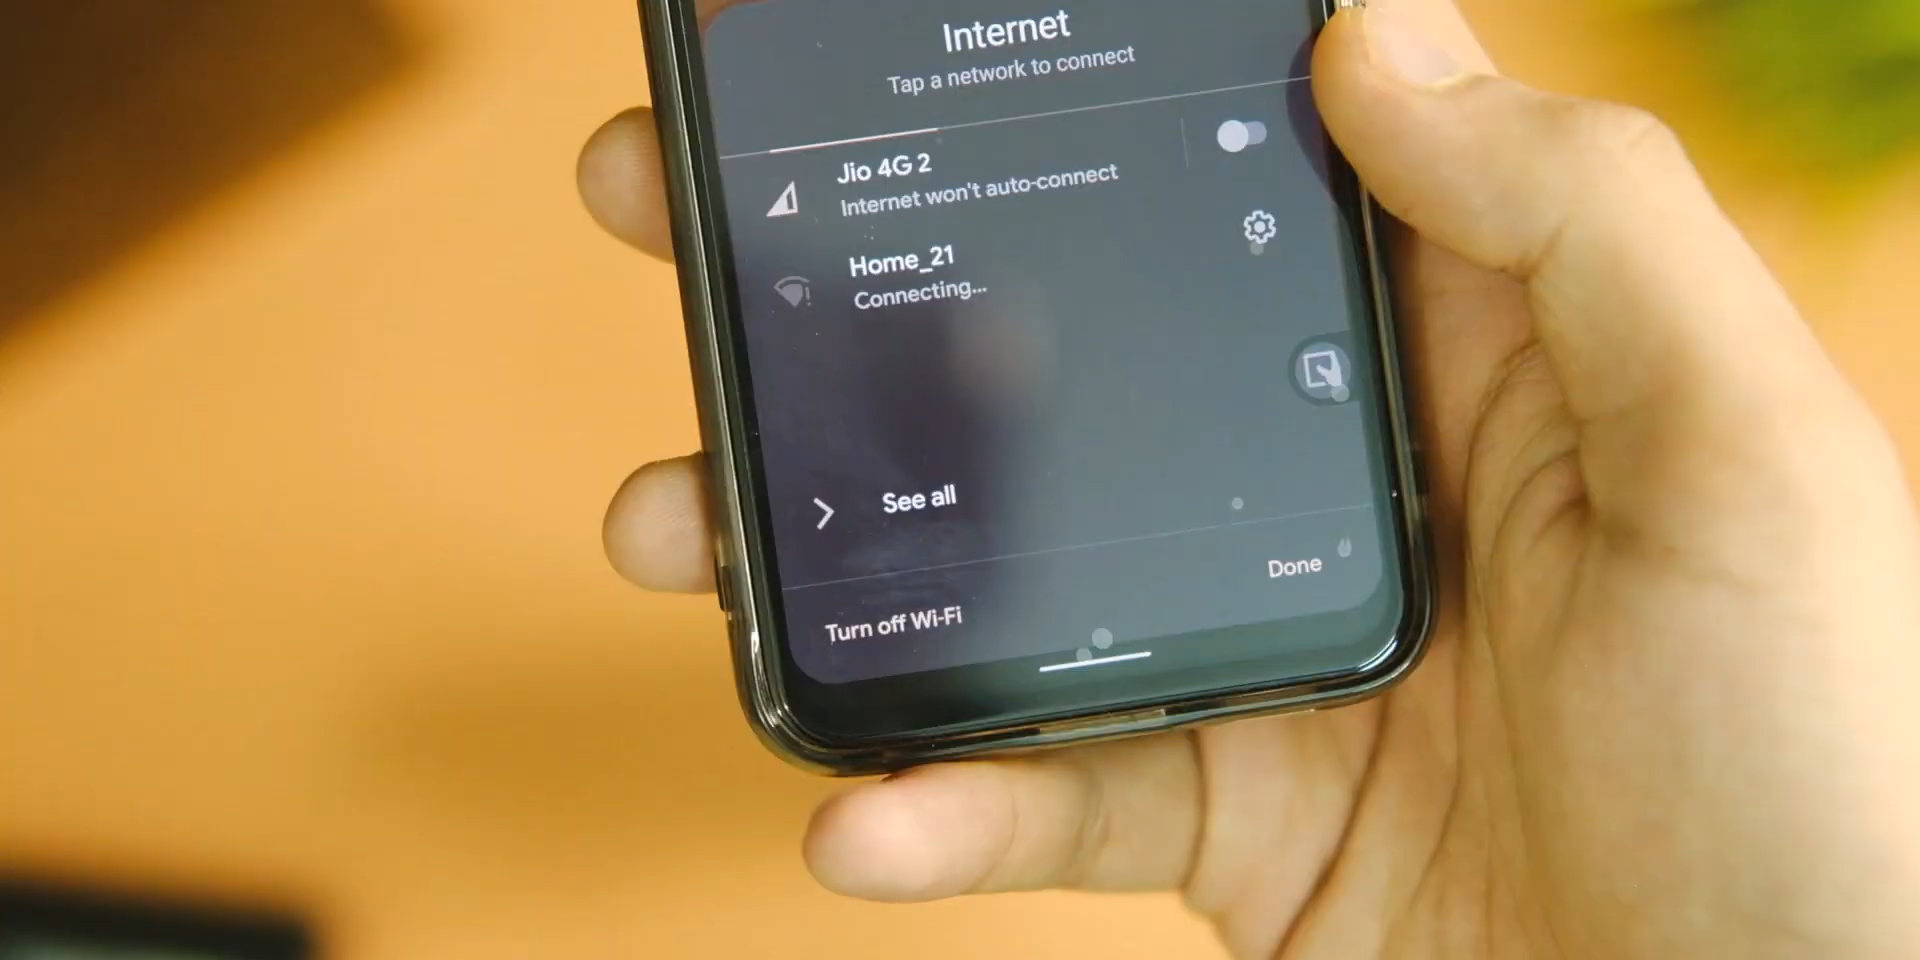 Internet
Tap a network to connect
Jio 4G 2
Internet won't auto-connect
Home_21
Connecting...
See all
Done
Turn off Wi-Fi